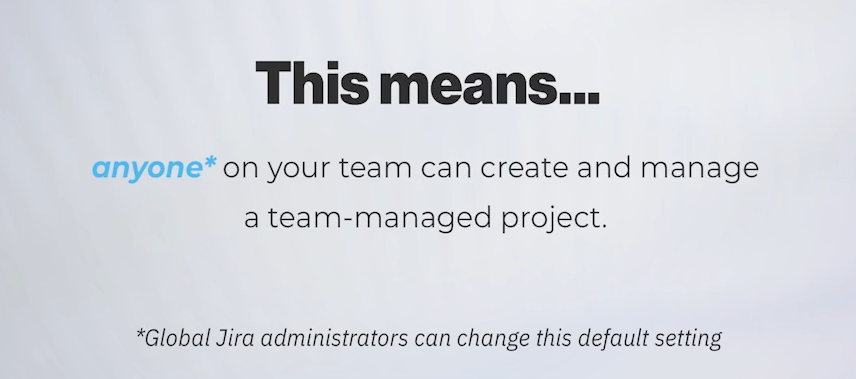 This means...
anyone* on your team can create and manage
a team-managed project.
*Global Jira administrators can change this default setting